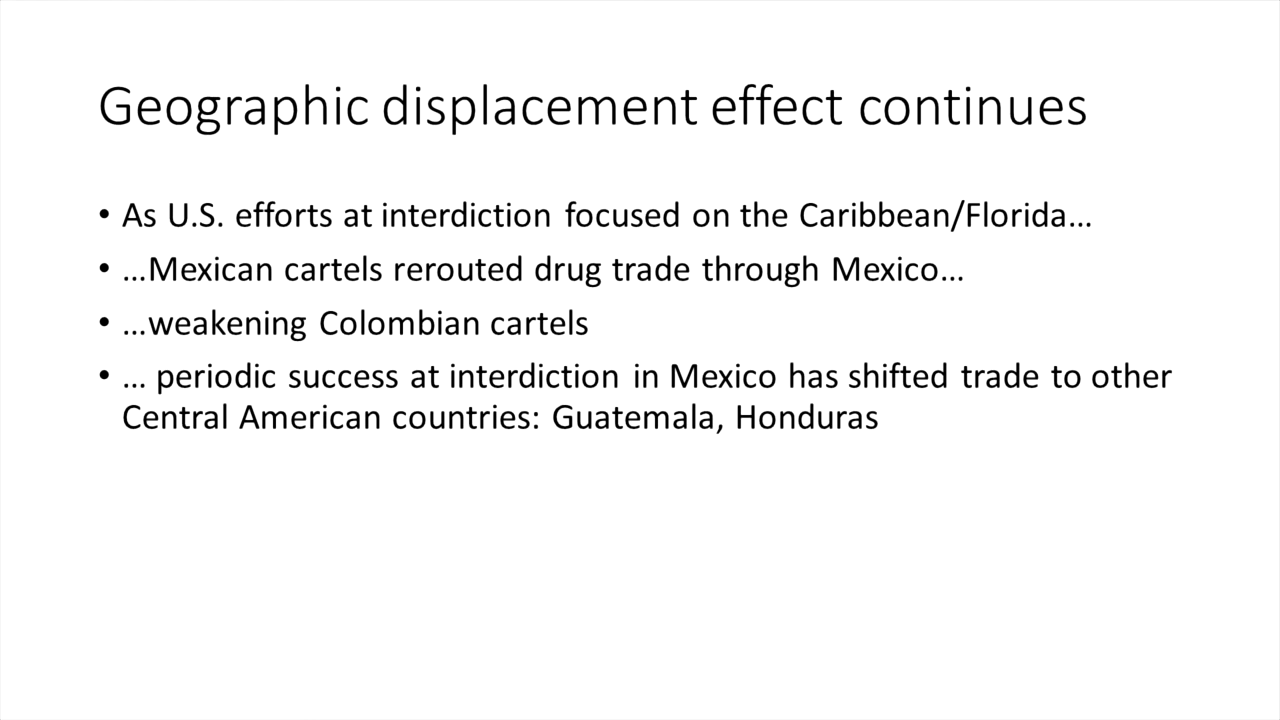 Geographic displacement effect continues
• As U.S. efforts at interdiction focused on the Caribbean/Florida…
• …Mexican cartels rerouted drug trade through Mexico…
• …weakening Colombian cartels
• … periodic success at interdiction in Mexico has shifted trade to other
Central American countries: Guatemala, Honduras